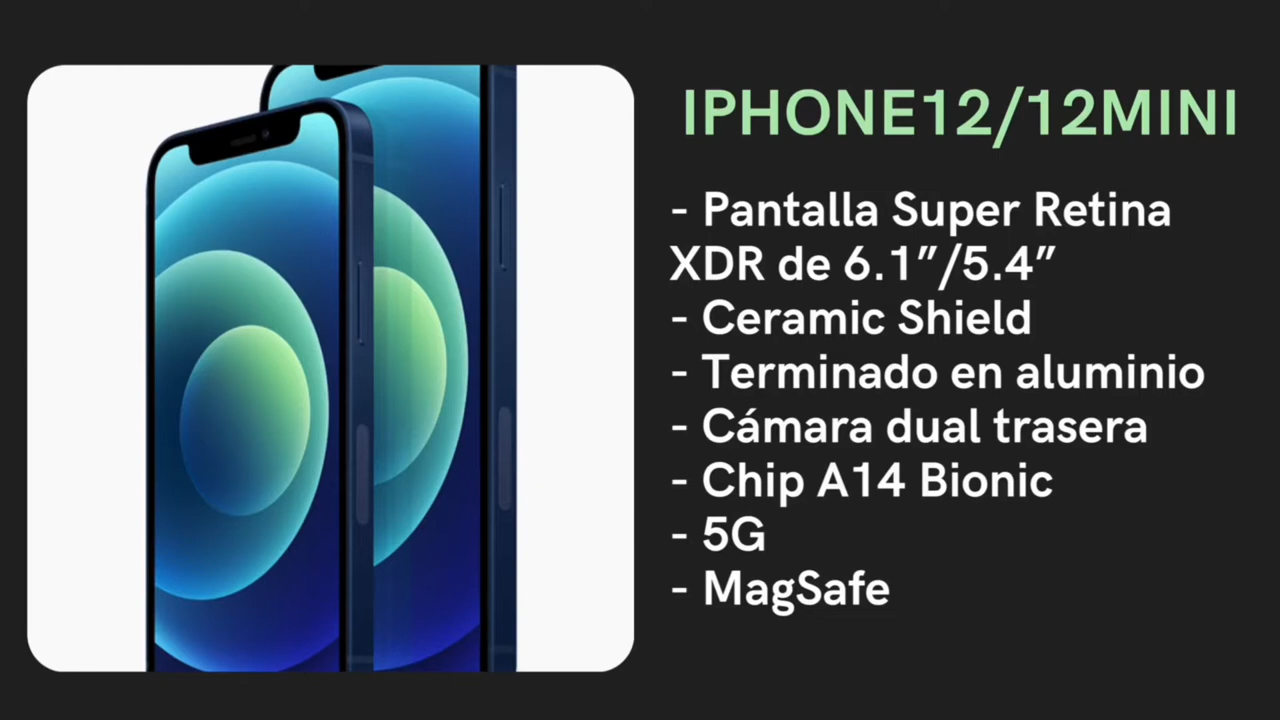 IPHONE12/12MINI
- Pantalla Super Retina
XDR de 6.1”/5.4”
- Ceramic Shield
- Terminado en aluminio
- Cámara dual trasera
- Chip A14 Bionic
- 5G
- MagSafe